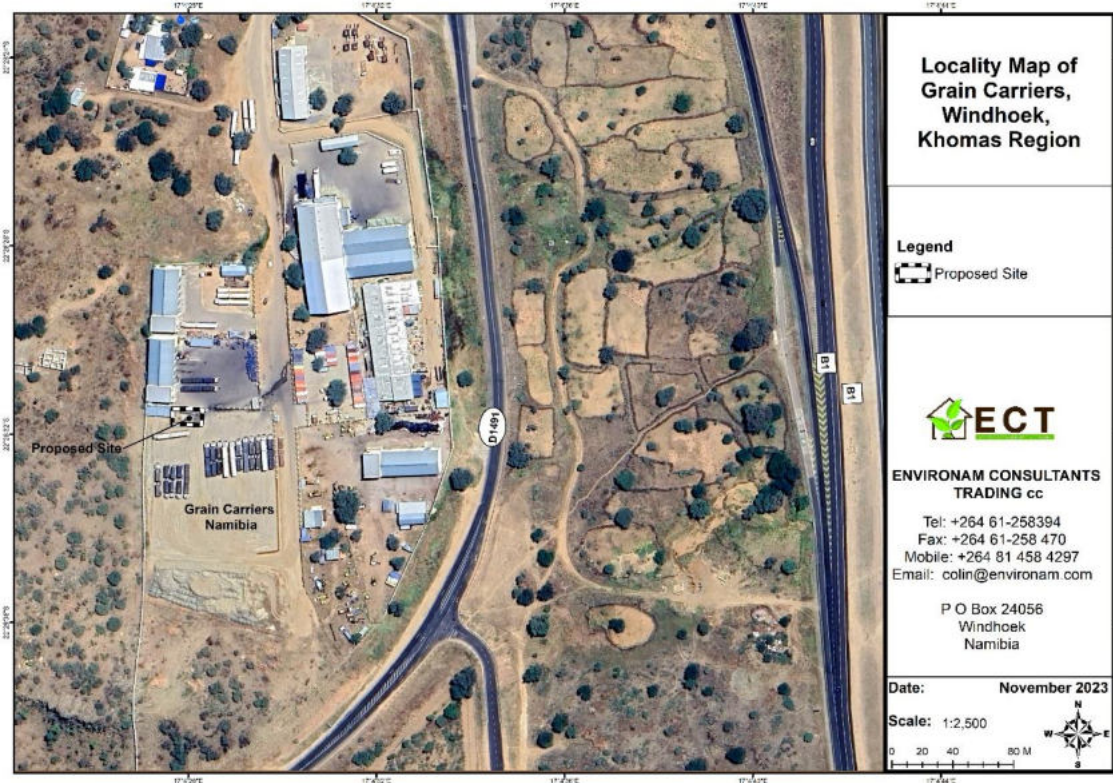 Locality Map of
Grain Carriers,
Windhoek,
Khomas Region
Legend
Proposed Site
ECT
ENVIRONAM CONSULTANTS
TRADING cc
Tel: +264 61-258394
Fax: +264 61-258 470
Mobile: +264 81 458 4297
Email: colin@environam.com
P O Box 24056
Windhoek
Namibia
Date: November 2023
Scale: 1:2,500
N
W E
S
0 20 40 80 M
Proposed Site
Grain Carriers
Namibia
D1491
B1
B1